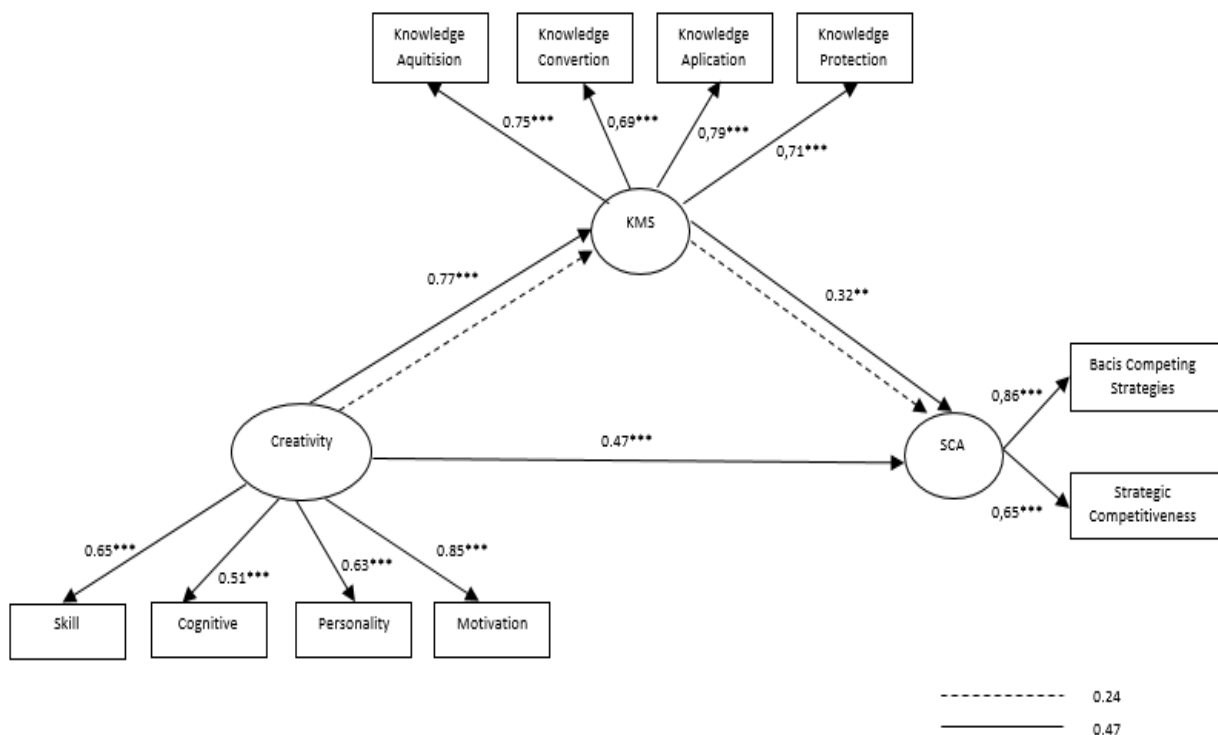 Knowledge
Aquitision
Knowledge
Convertion
Knowledge
Aplication
Knowledge
Protection
0.75***
0,69***
0,79***
0,71***
KMS
0.77***
0.32**
Bacis Competing
Strategies
0,86***
Creativity
0.47***
SCA
Strategic
Competitiveness
0,65***
0.65***
0.51***
0.63***
0.85***
Skill
Cognitive
Personality
Motivation
0.24
0.47